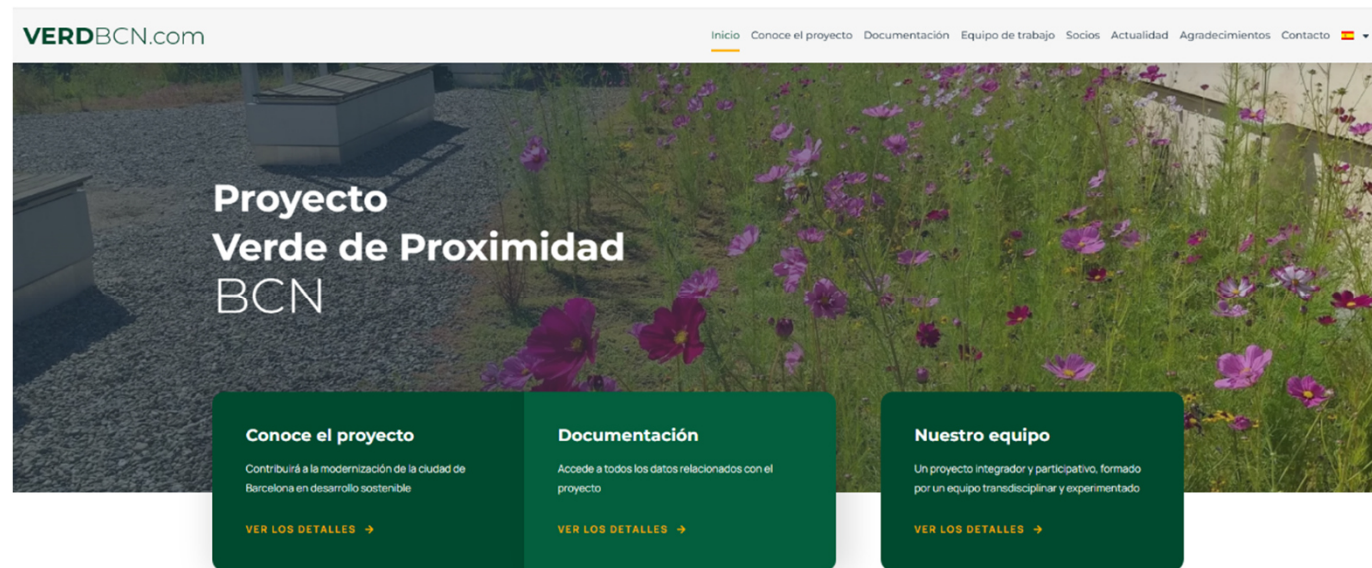 VERDBCN.com
Inicio Conoce el proyecto Documentación Equipo de trabajo Socios Actualidad Agradecimientos Contacto
Proyecto
Verde de Proximidad
BCN
Conoce el proyecto
Contribuirá a la modernización de la ciudad de
Barcelona en desarrollo sostenible
VER LOS DETALLES →
Documentación
Accede a todos los datos relacionados con el
proyecto
VER LOS DETALLES →
Nuestro equipo
Un proyecto integrador y participativo, formado
por un equipo transdisciplinar y experimentado
VER LOS DETALLES →